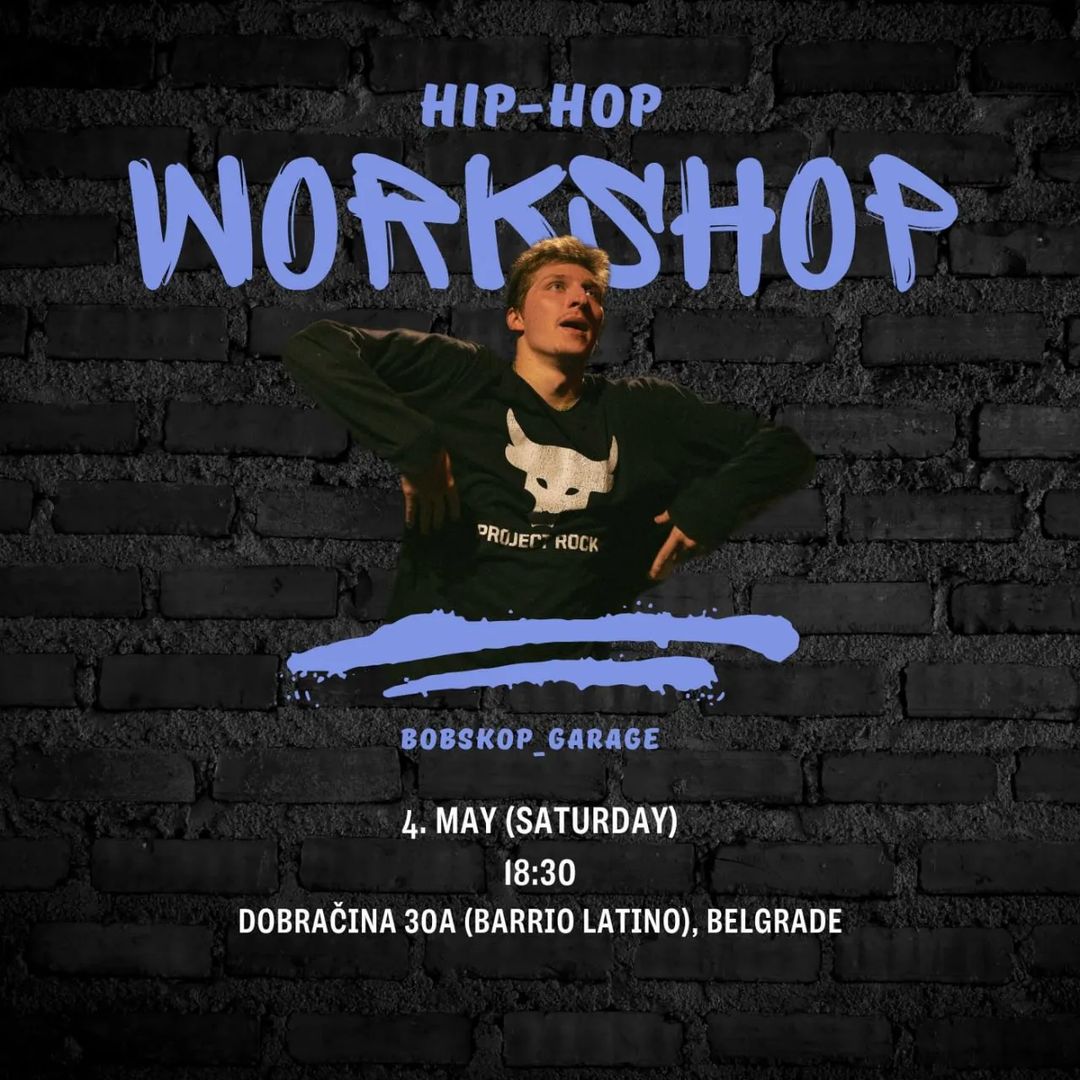 HIP-HOP
WORKSHOP
PROJECT ROCK
BOBSKOP_GARAGE
4. MAY (SATURDAY)
18:30
DOBRAČINA 30A (BARRIO LATINO), BELGRADE